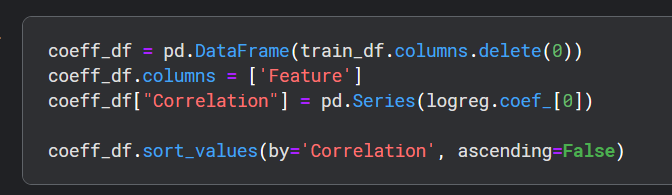 coeff_df = pd.DataFrame(train_df.columns.delete(0))
coeff_df.columns = ['Feature']
coeff_df["Correlation"] = pd.Series(logreg.coef_[0])
coeff_df.sort_values(by='Correlation', ascending=False)